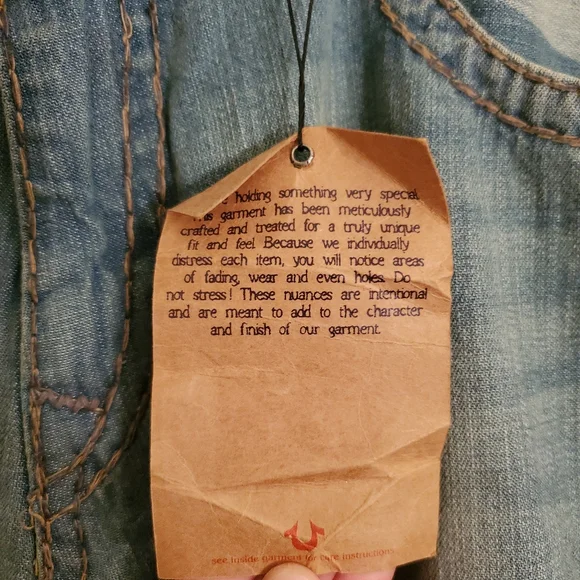 holding something very special.
garment has been meticulously
crafted and treated for a truly unique
fit and feel. Because we individually
distress each item, you will notice areas
of fading, wear and even holes. Do
not stress! These nuances are intentional
and are meant to add to the character
and finish of our garment.
see inside garment for care instructions